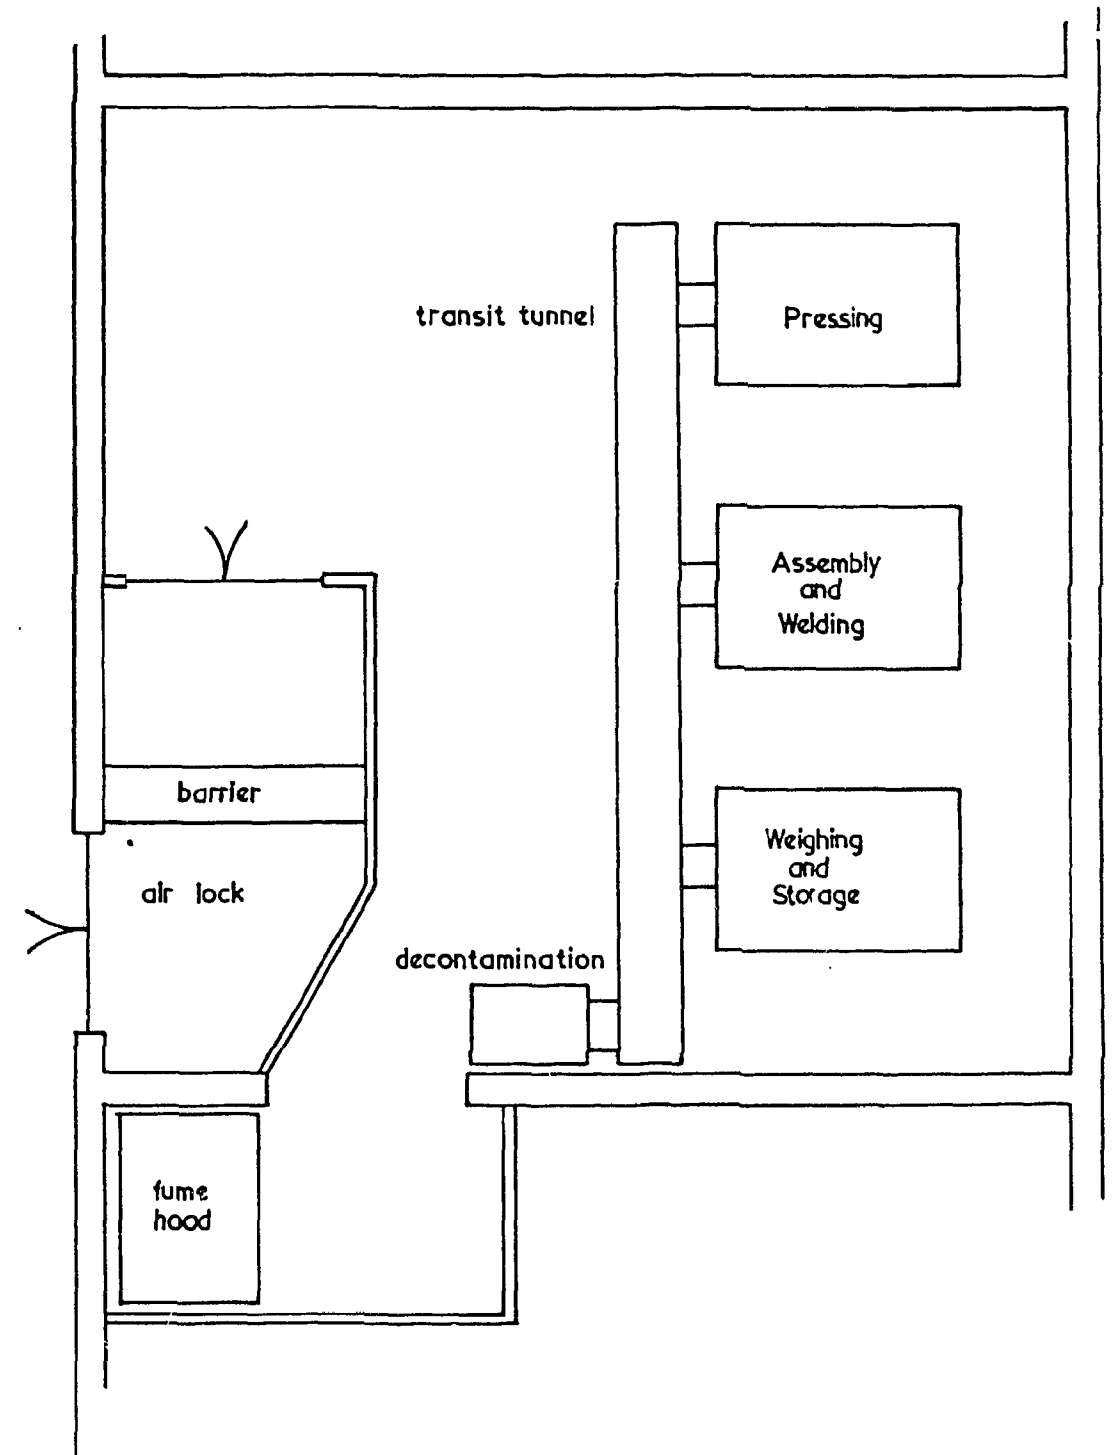 transit tunnel
Pressing
Assembly
and
Welding
barrier
Weighing
and
Storage
air lock
decontamination
fume
hood